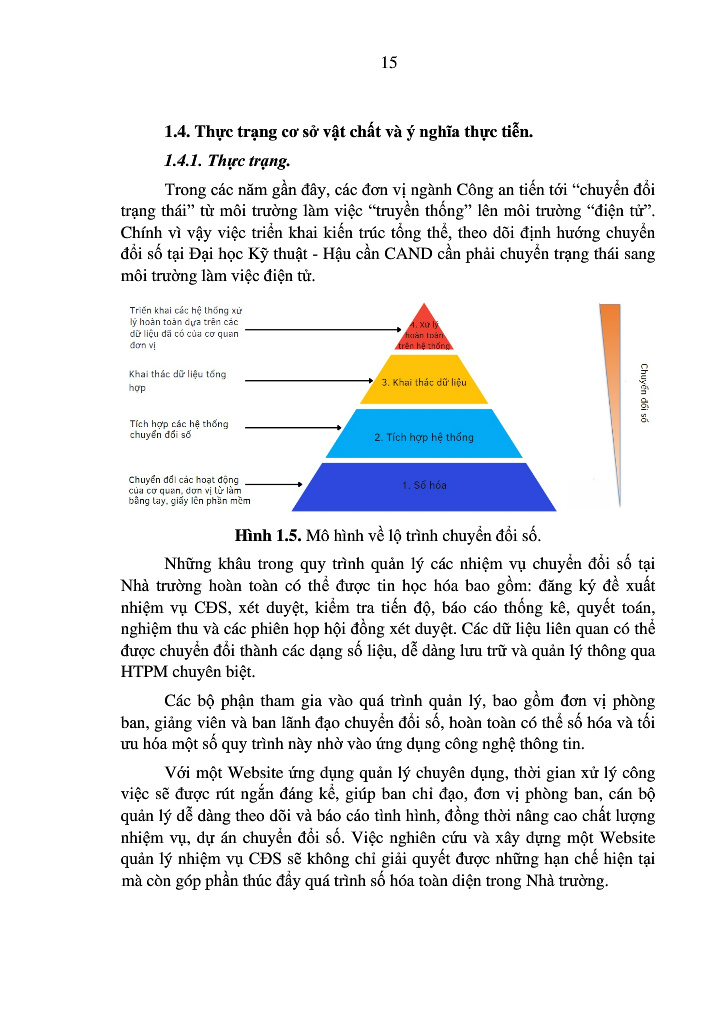 15
1.4. Thực trạng cơ sở vật chất và ý nghĩa thực tiễn.
1.4.1. Thực trạng.
Trong các năm gần đây, các đơn vị ngành Công an tiến tới “chuyển đổi
trạng thái” từ môi trường làm việc “truyền thống” lên môi trường “điện tử”.
Chính vì vậy việc triển khai kiến trúc tổng thể, theo dõi định hướng chuyển
đổi số tại Đại học Kỹ thuật - Hậu cần CAND cần phải chuyển trạng thái sang
môi trường làm việc điện tử.
Triển khai các hệ thống xử
lý hoàn toàn dựa trên các
dữ liệu đã có của cơ quan
đơn vị
4. Xử lý
hoàn toàn
trên hệ thống
Khai thác dữ liệu tổng
hợp
3. Khai thác dữ liệu
Tích hợp các hệ thống
chuyển đổi số
2. Tích hợp hệ thống
Chuyển đổi các hoạt động
của cơ quan, đơn vị từ làm
bằng tay, giấy lên phần mềm
1. Số hóa
Chuyển đổi số
Hình 1.5. Mô hình về lộ trình chuyển đổi số.
Những khâu trong quy trình quản lý các nhiệm vụ chuyển đổi số tại
Nhà trường hoàn toàn có thể được tin học hóa bao gồm: đăng ký đề xuất
nhiệm vụ CĐS, xét duyệt, kiểm tra tiến độ, báo cáo thống kê, quyết toán,
nghiệm thu và các phiên họp hội đồng xét duyệt. Các dữ liệu liên quan có thể
được chuyển đổi thành các dạng số liệu, dễ dàng lưu trữ và quản lý thông qua
HTPM chuyên biệt.
Các bộ phận tham gia vào quá trình quản lý, bao gồm đơn vị phòng
ban, giảng viên và ban lãnh đạo chuyển đổi số, hoàn toàn có thể số hóa và tối
ưu hóa một số quy trình này nhờ vào ứng dụng công nghệ thông tin.
Với một Website ứng dụng quản lý chuyên dụng, thời gian xử lý công
việc sẽ được rút ngắn đáng kể, giúp ban chỉ đạo, đơn vị phòng ban, cán bộ
quản lý dễ dàng theo dõi và báo cáo tình hình, đồng thời nâng cao chất lượng
nhiệm vụ, dự án chuyển đổi số. Việc nghiên cứu và xây dựng một Website
quản lý nhiệm vụ CĐS sẽ không chỉ giải quyết được những hạn chế hiện tại
mà còn góp phần thúc đẩy quá trình số hóa toàn diện trong Nhà trường.